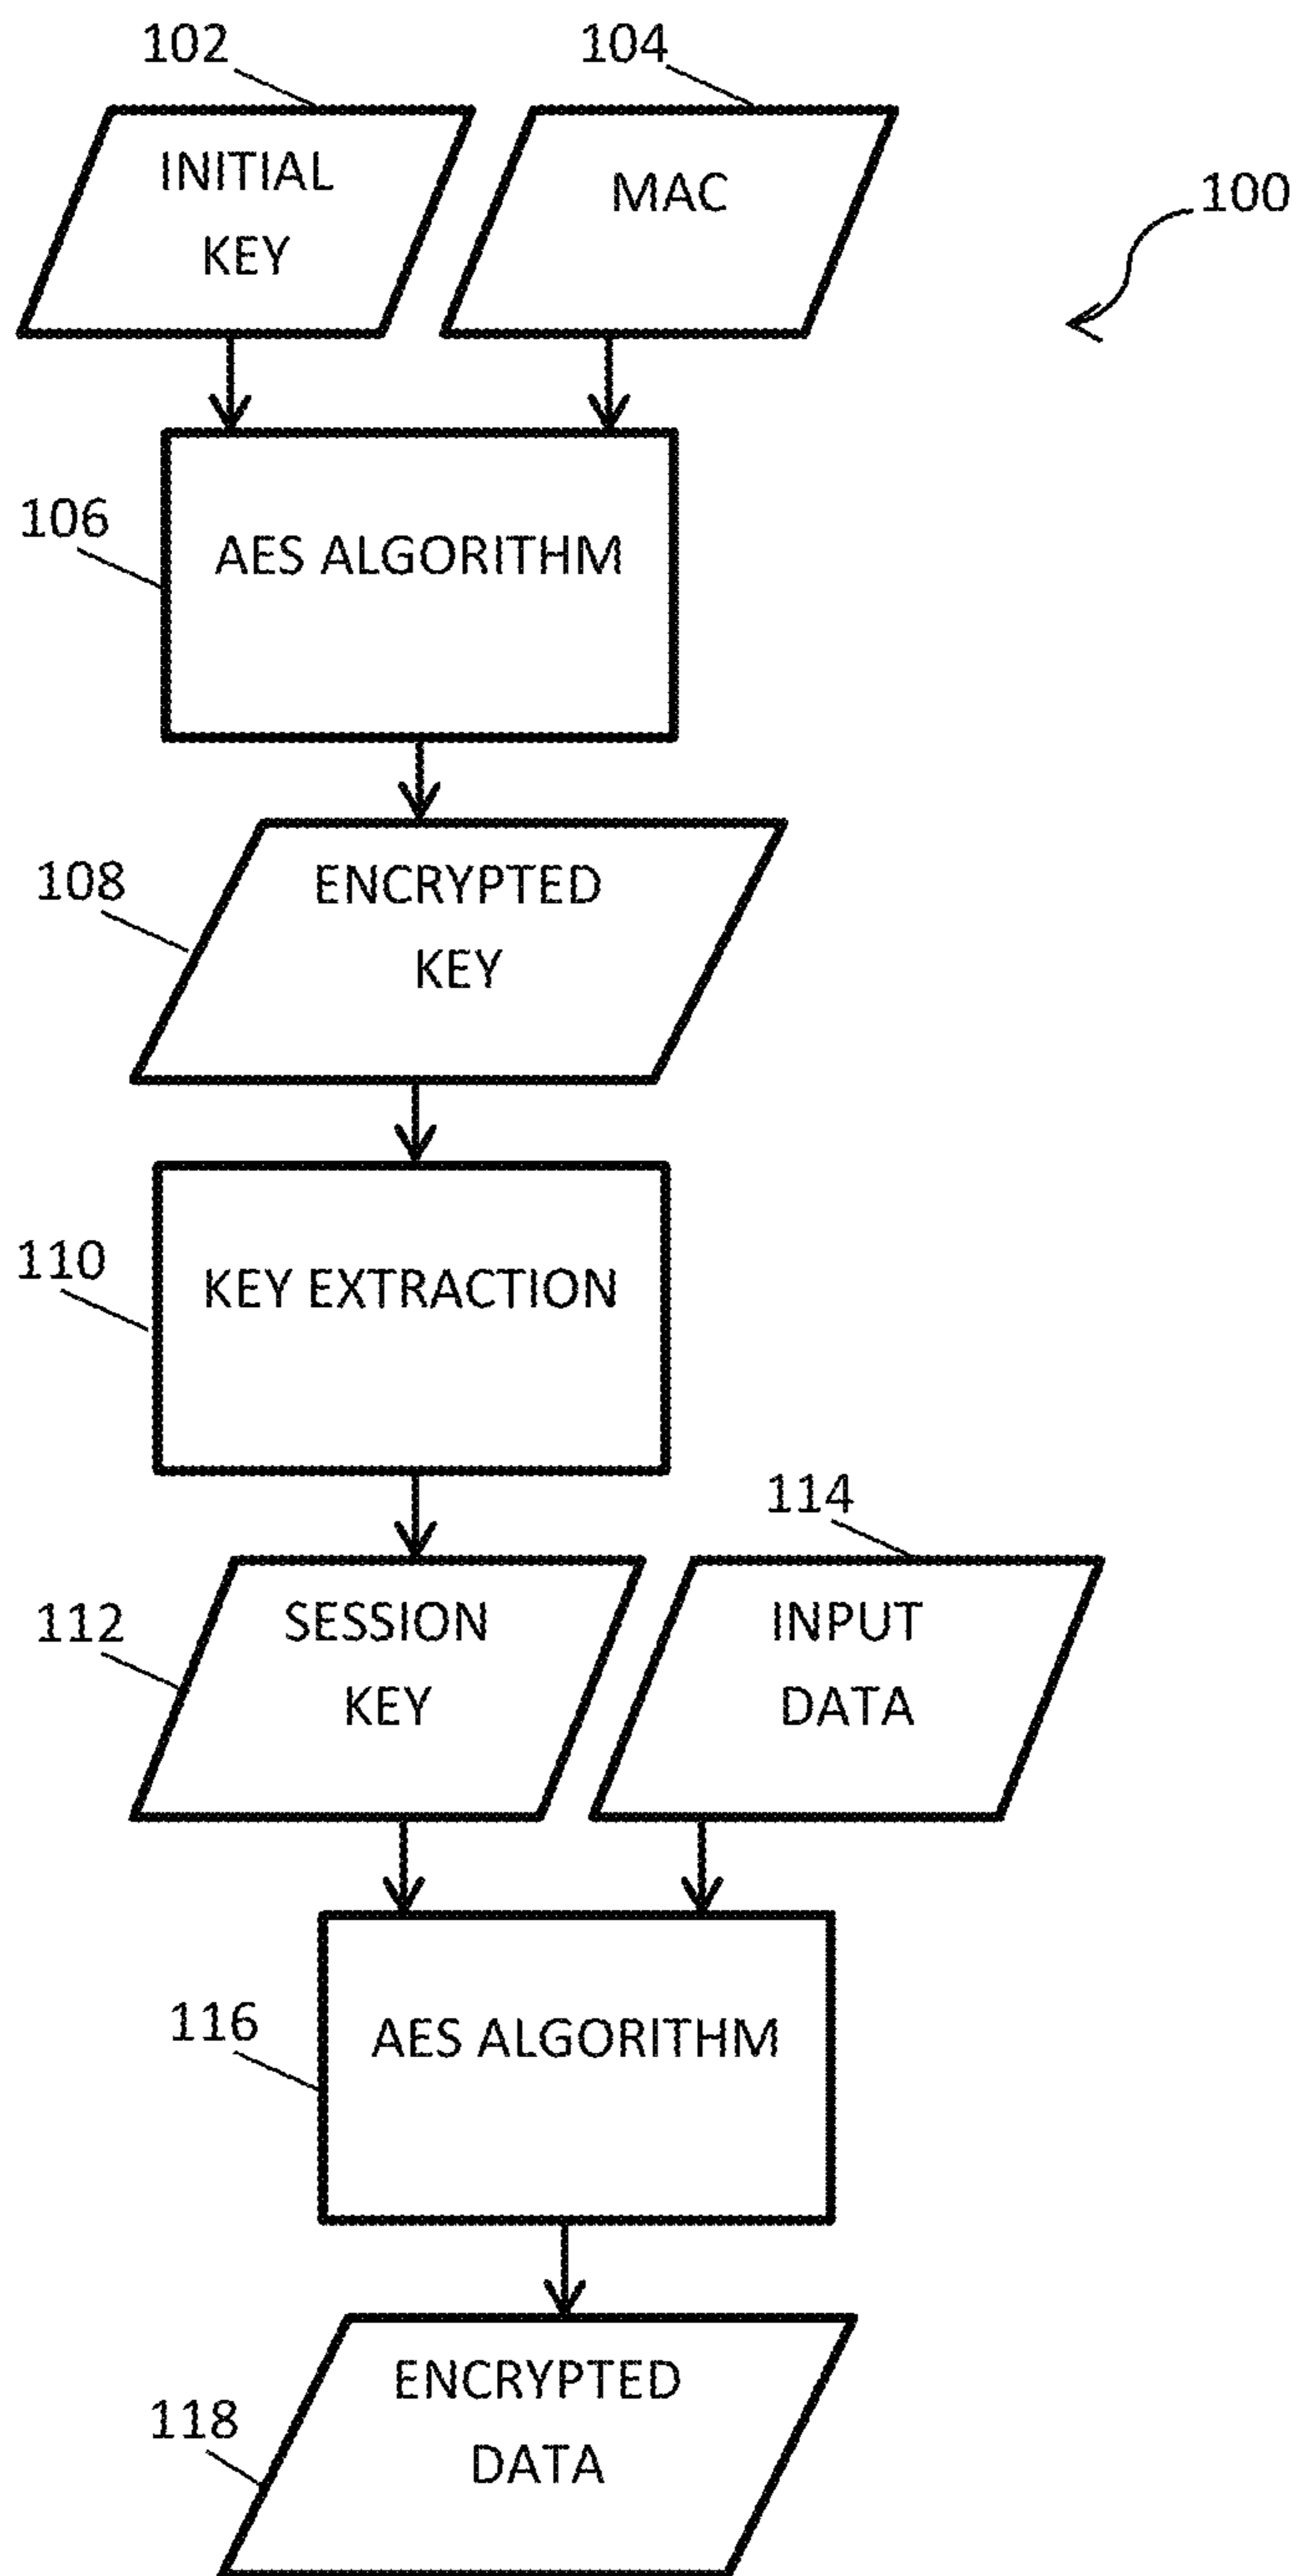 102
104
INITIAL
KEY
MAC
100
106
AES ALGORITHM
108
ENCRYPTED
KEY
110
KEY EXTRACTION
114
112
SESSION
KEY
INPUT
DATA
116
AES ALGORITHM
118
ENCRYPTED
DATA